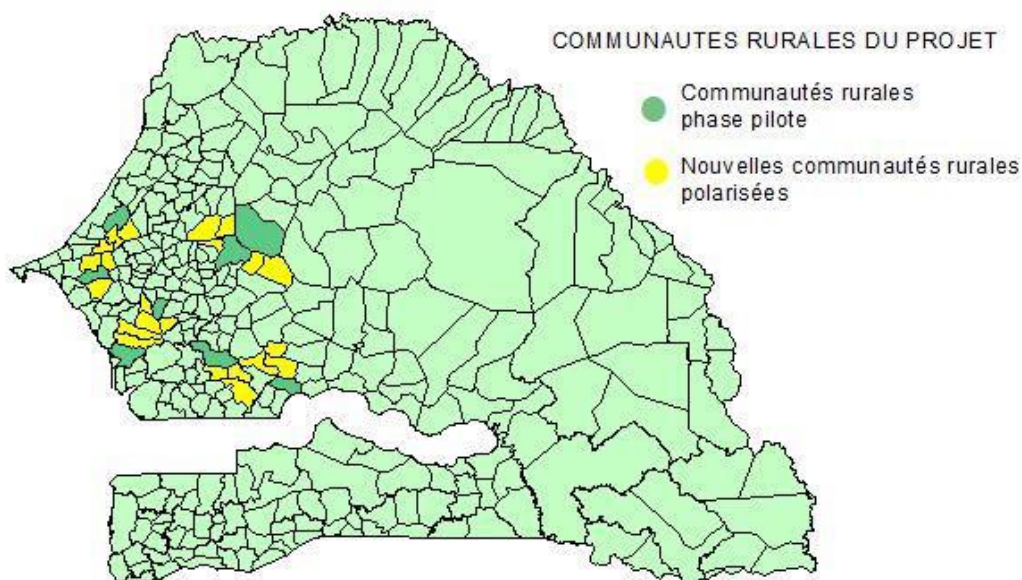 COMMUNAUTES RURALES DU PROJET
Communautés rurales
phase pilote
Nouvelles communautés rurales
polarisées